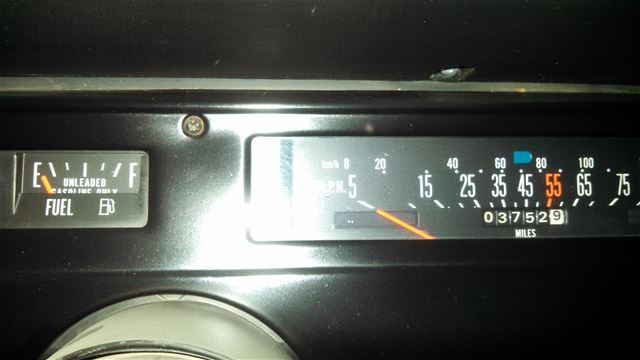 E F
UNLEADED
GASOLINE ONLY
FUEL
km/h 8 20 40 60 80 100
M.P.H. 5 15 25 35 45 55 65 75
037529
MILES